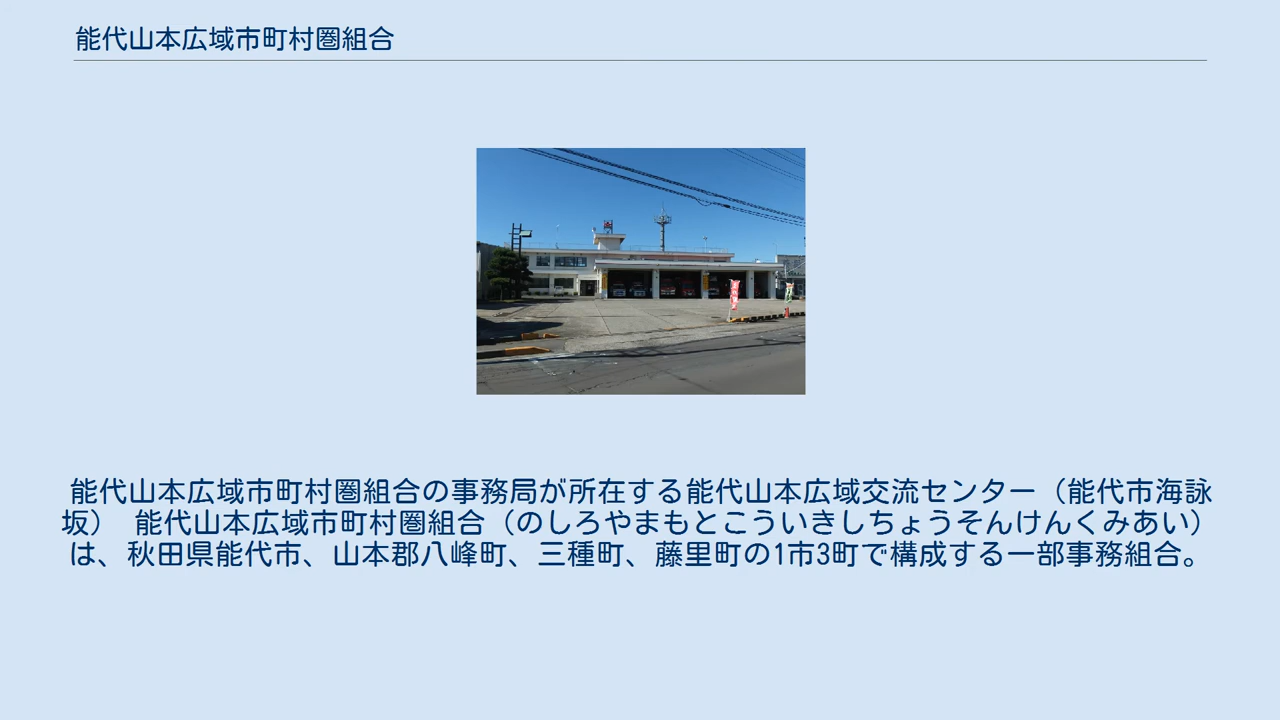 能代山本広域市町村圏組合
能代山本広域市町村圏組合の事務局が所在する能代山本広域交流センター（能代市海詠
坂） 能代山本広域市町村圏組合（のしろやまもとこういきしちょうそんけんくみあい）
は、秋田県能代市、山本郡八峰町、三種町、藤里町の1市3町で構成する一部事務組合。